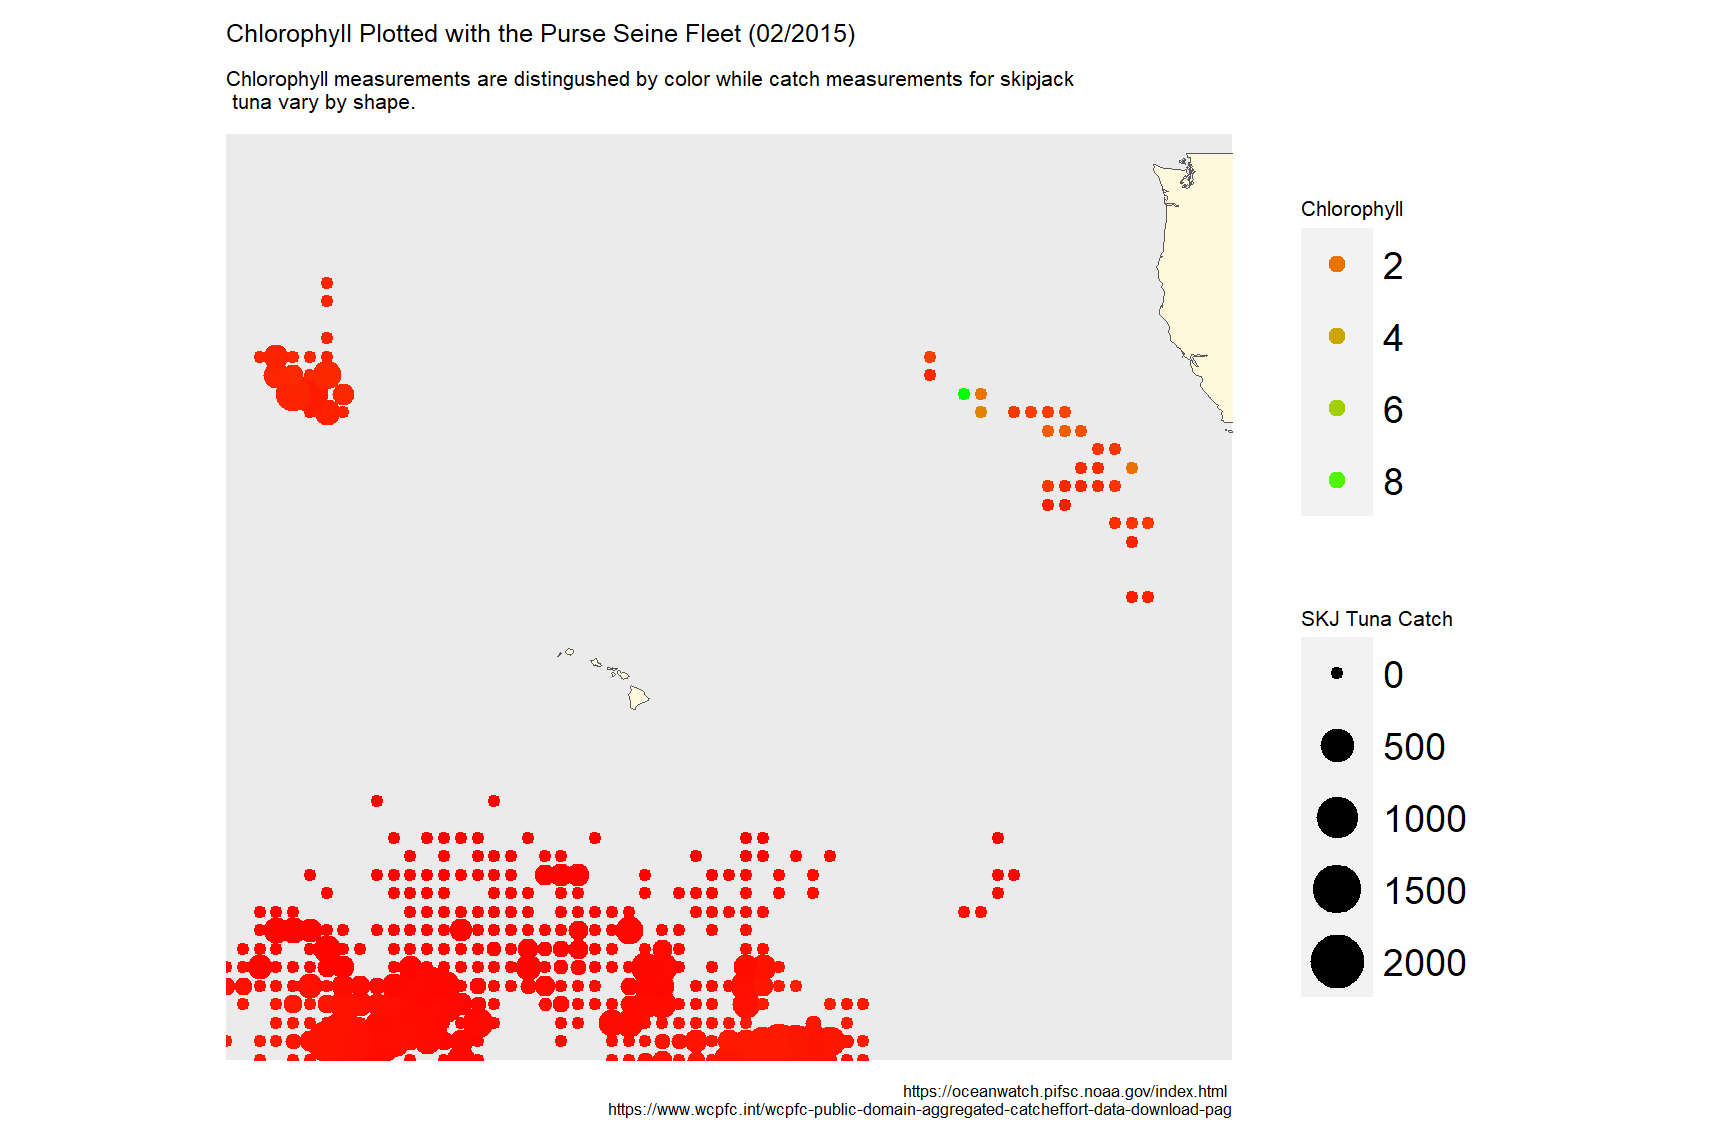 Chlorophyll Plotted with the Purse Seine Fleet (02/2015)
Chlorophyll measurements are distingushed by color while catch measurements for skipjack
tuna vary by shape.
Chlorophyll
2
4
6
8
SKJ Tuna Catch
0
500
1000
1500
2000
https://oceanwatch.pifsc.noaa.gov/index.html
https://www.wcpfc.int/wcpfc-public-domain-aggregated-catcheffort-data-download-pag